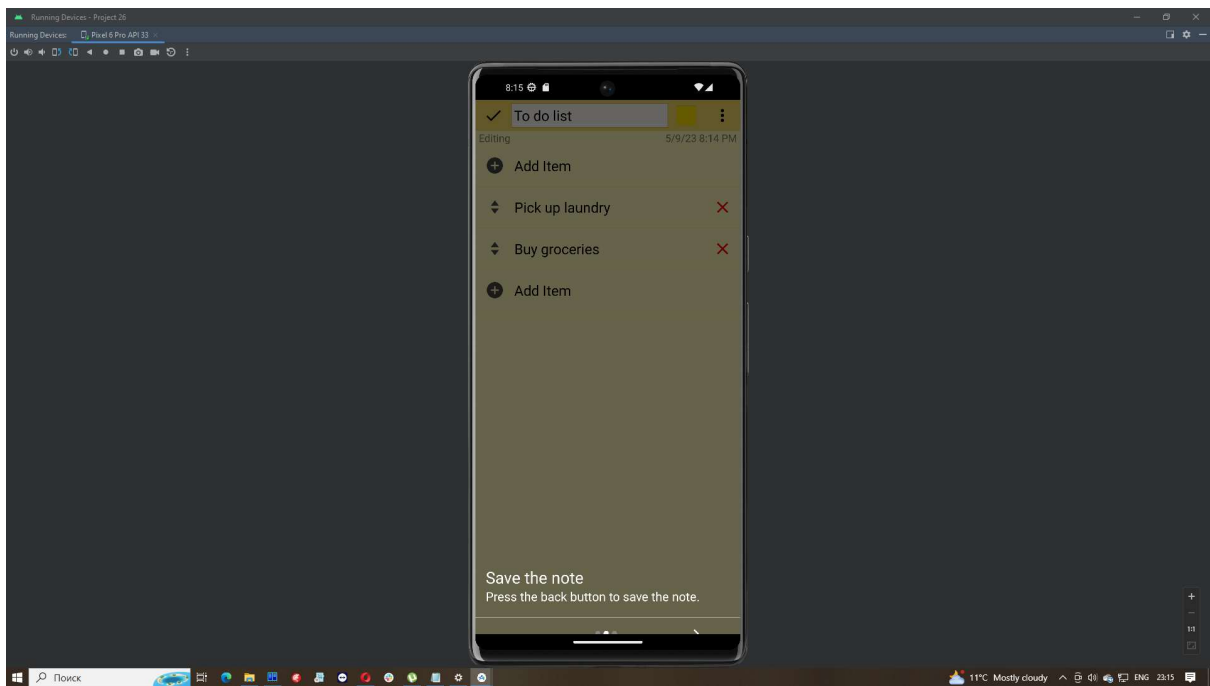 Running Devices - Project 26
Running Devices: Pixel 6 Pro API 33
8:15
To do list
Editing 5/9/23 8:14 PM
Add Item
Pick up laundry
Buy groceries
Add Item
Save the note
Press the back button to save the note.
1:1
Поиск 11°C Mostly cloudy ENG 23:15